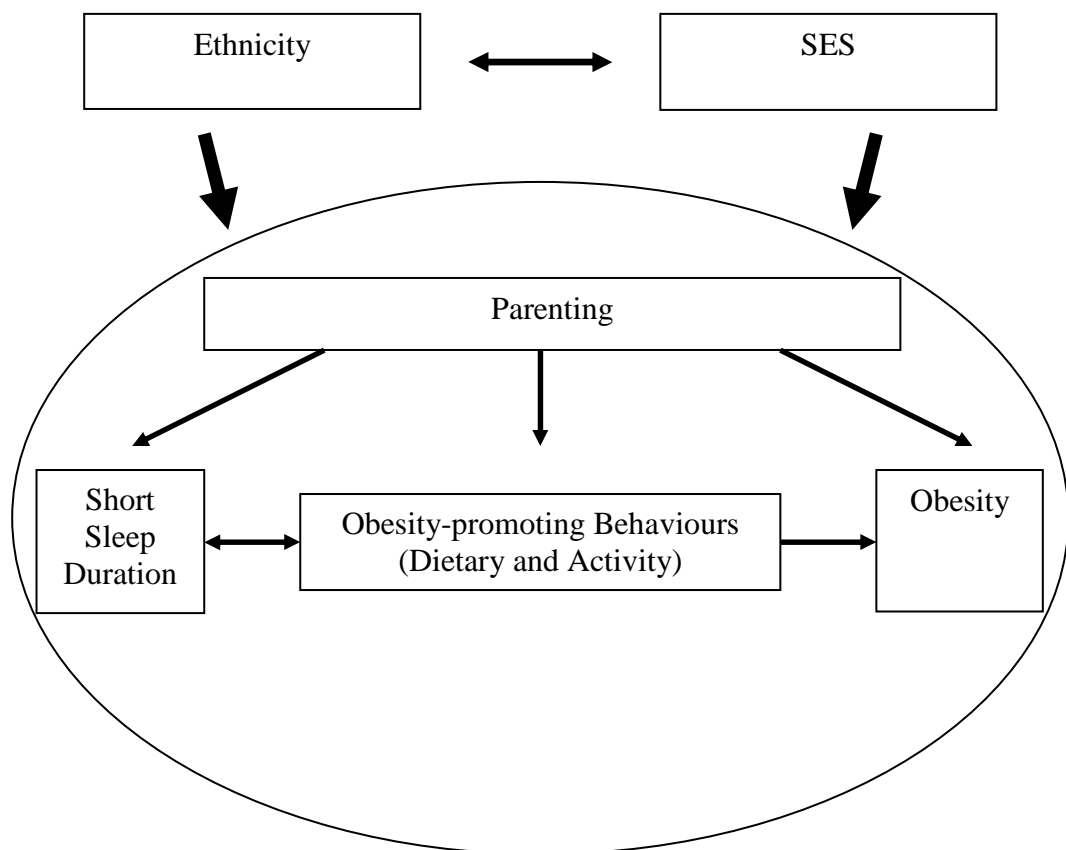 Ethnicity
SES
Parenting
Short
Sleep
Duration
Obesity-promoting Behaviours
(Dietary and Activity)
Obesity